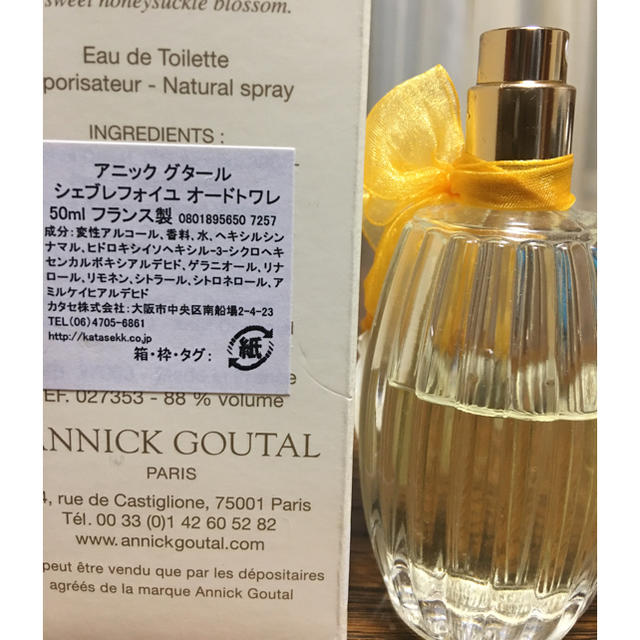 sweet honeysuckle blossom.
Eau de Toilette
porisateur - Natural spray
INGREDIENTS :
アニック グタール
シェブレフォイユ オードトワレ
50ml フランス製 0801895650 7257
成分:変性アルコール、香料、水、ヘキシルシン
ナマル、ヒドロキシイソヘキシル-3-シクロヘキ
センカルボキシアルデヒド、ゲラニオール、リナ
ロール、リモネン、シトラール、シトロネロール、ア
ミルケイヒアルデヒド
カタセ株式会社:大阪市中央区南船場2-4-23
TEL(06)4705-6861
http://katasekk.co.jp
箱・枠・タグ: 紙
EF. 027353 - 88 % volume
ANNICK GOUTAL
PARIS
4, rue de Castiglione, 75001 Paris
Tél. 00 33 (0)1 42 60 52 82
www.annickgoutal.com
peut être vendu que par les dépositaires
agréés de la marque Annick Goutal